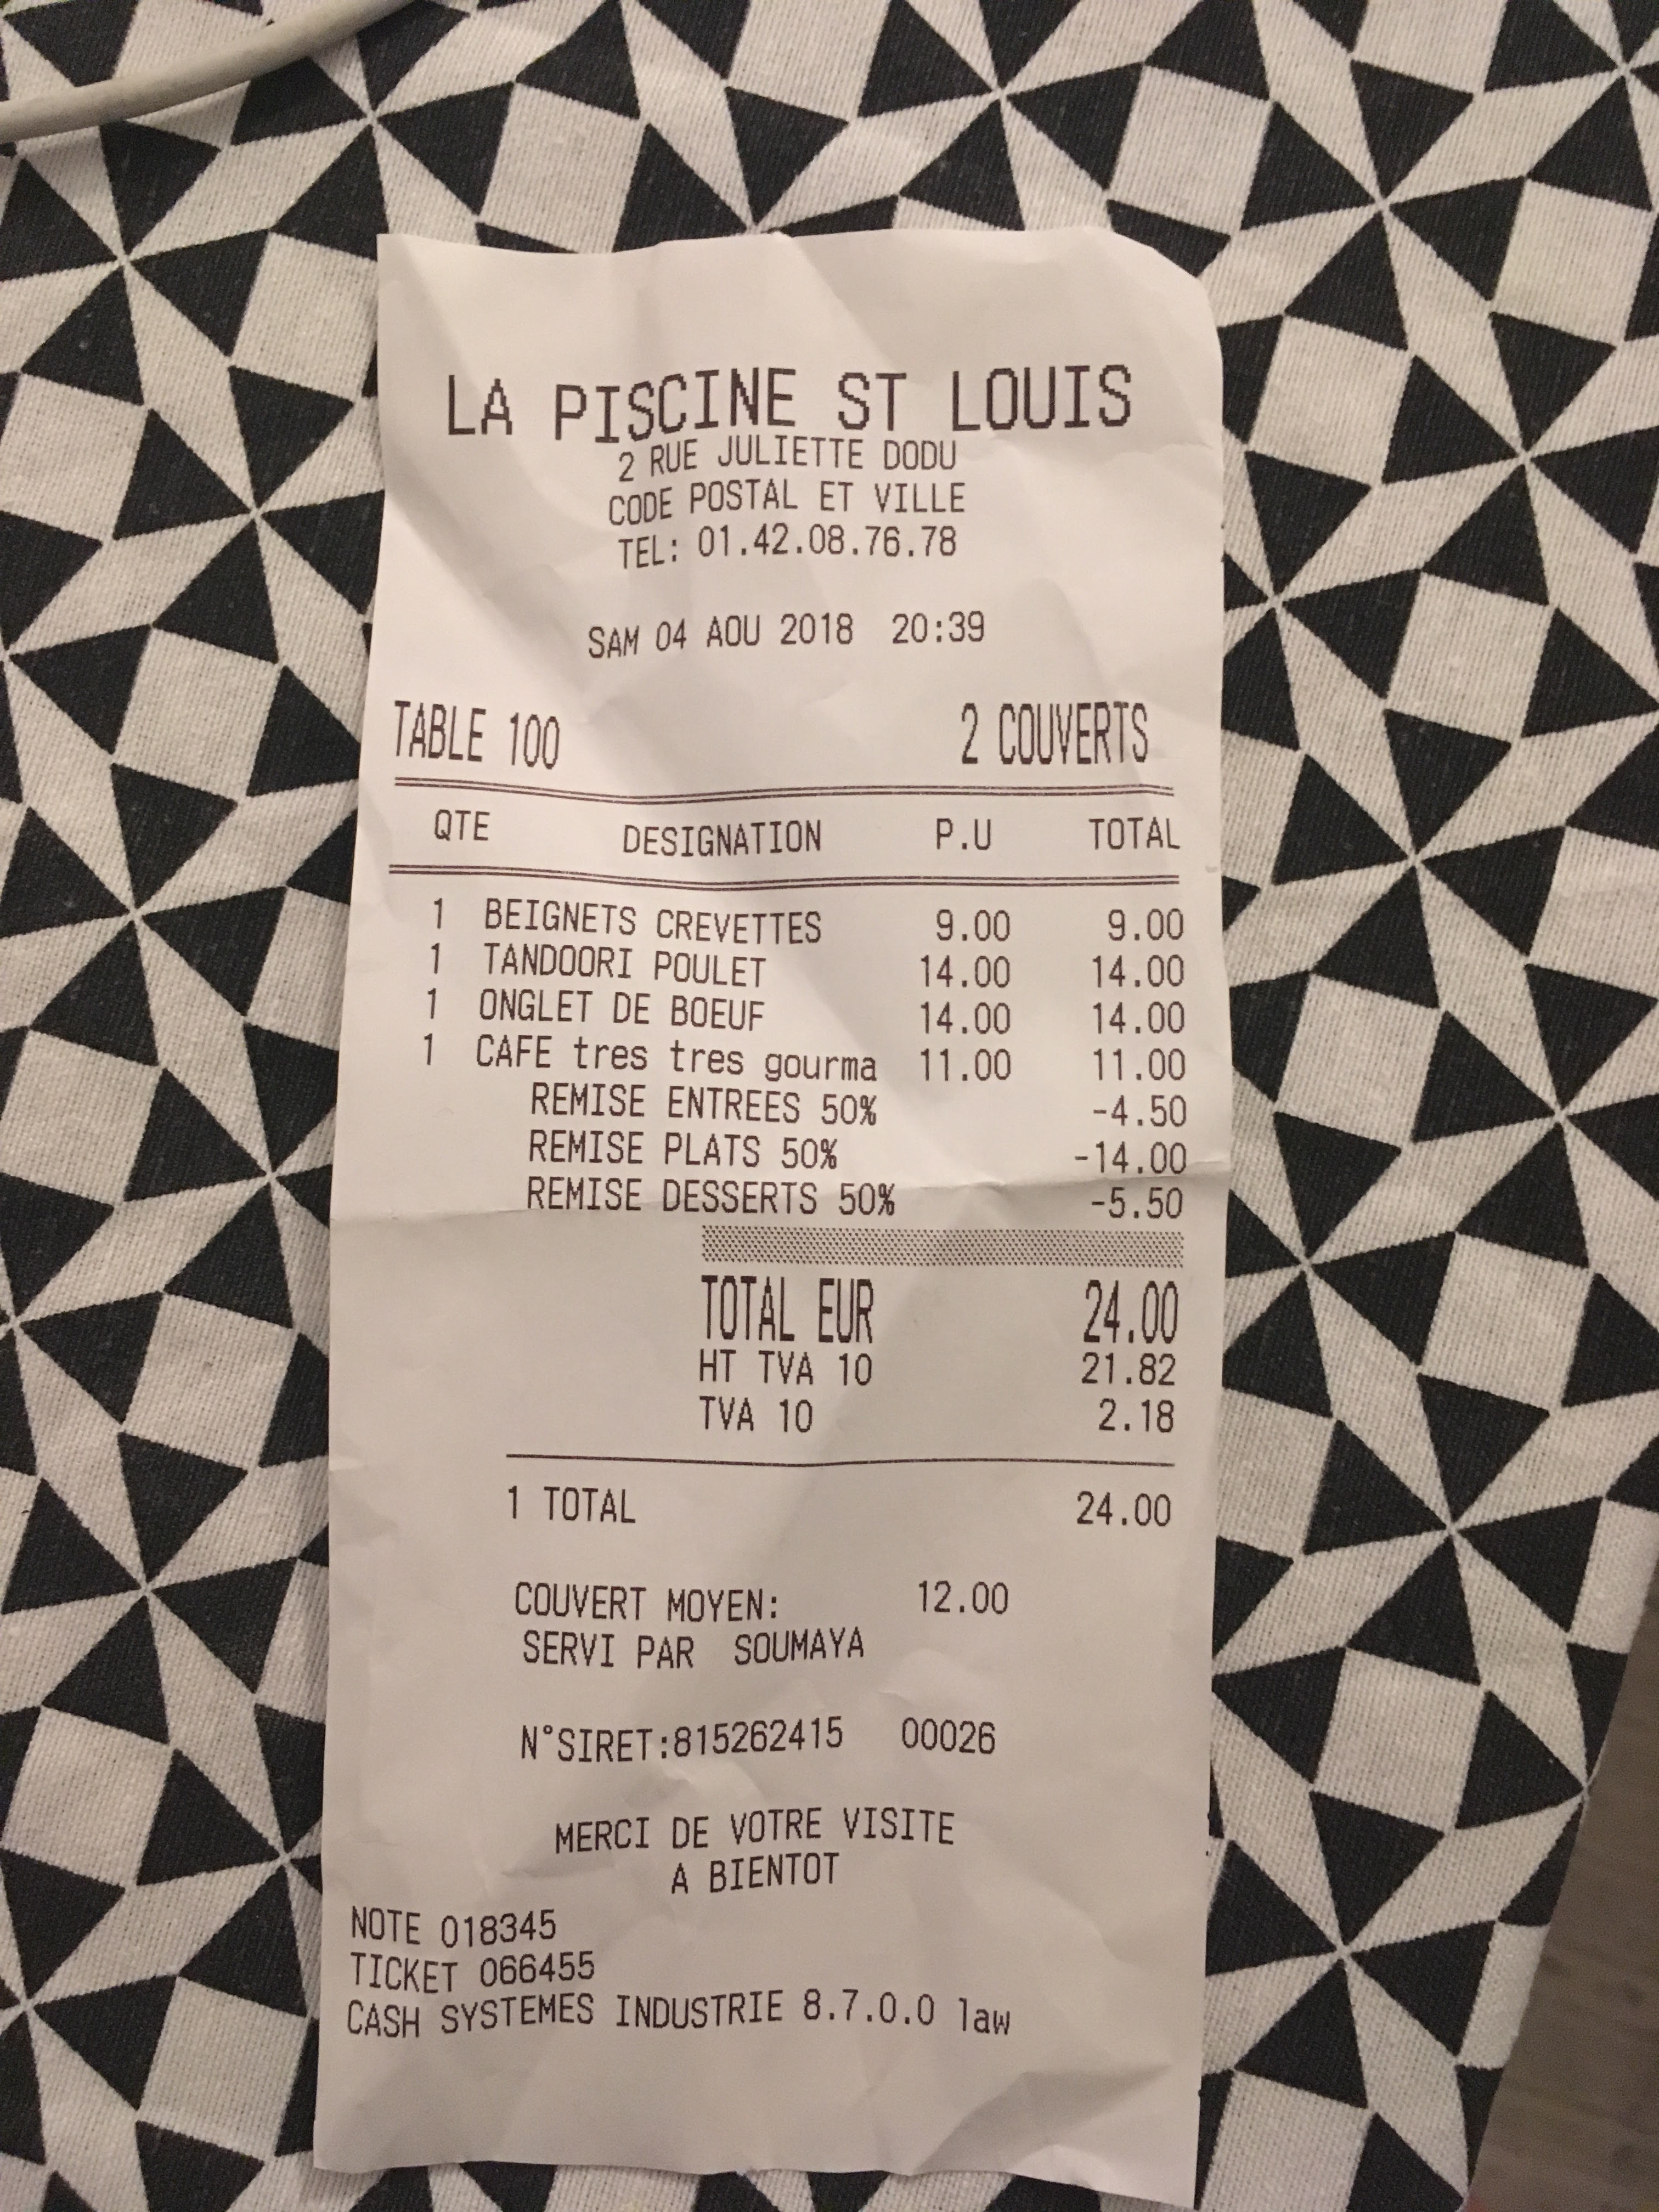 LA PISCINE ST LOUIS
2 RUE JULIETTE DODU
CODE POSTAL ET VILLE
TEL: 01.42.08.76.78
SAM 04 AOU 2018 20:39
TABLE 100 2 COUVERTS
QTE DESIGNATION P.U TOTAL
1 BEIGNETS CREVETTES 9.00 9.00
1 TANDOORI POULET 14.00 14.00
1 ONGLET DE BOEUF 14.00 14.00
1 CAFE tres tres gourma 11.00 11.00
REMISE ENTREES 50% -4.50
REMISE PLATS 50% -14.00
REMISE DESSERTS 50% -5.50
TOTAL EUR 24.00
HT TVA 10 21.82
TVA 10 2.18
1 TOTAL 24.00
COUVERT MOYEN: 12.00
SERVI PAR SOUMAYA
N°SIRET:815262415 00026
MERCI DE VOTRE VISITE
A BIENTOT
NOTE 018345
TICKET 066455
CASH SYSTEMES INDUSTRIE 8.7.0.0 law